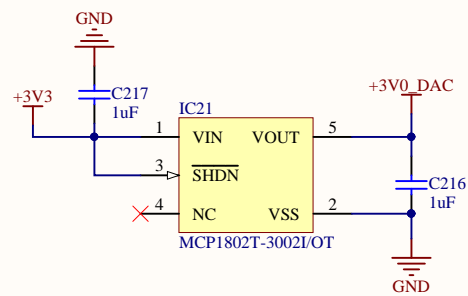 GND
C217
1uF
+3V3
IC21
+3V0_DAC
1 VIN VOUT 5
3 SHDN
4 NC VSS 2
C216
1uF
MCP1802T-3002I/OT
GND